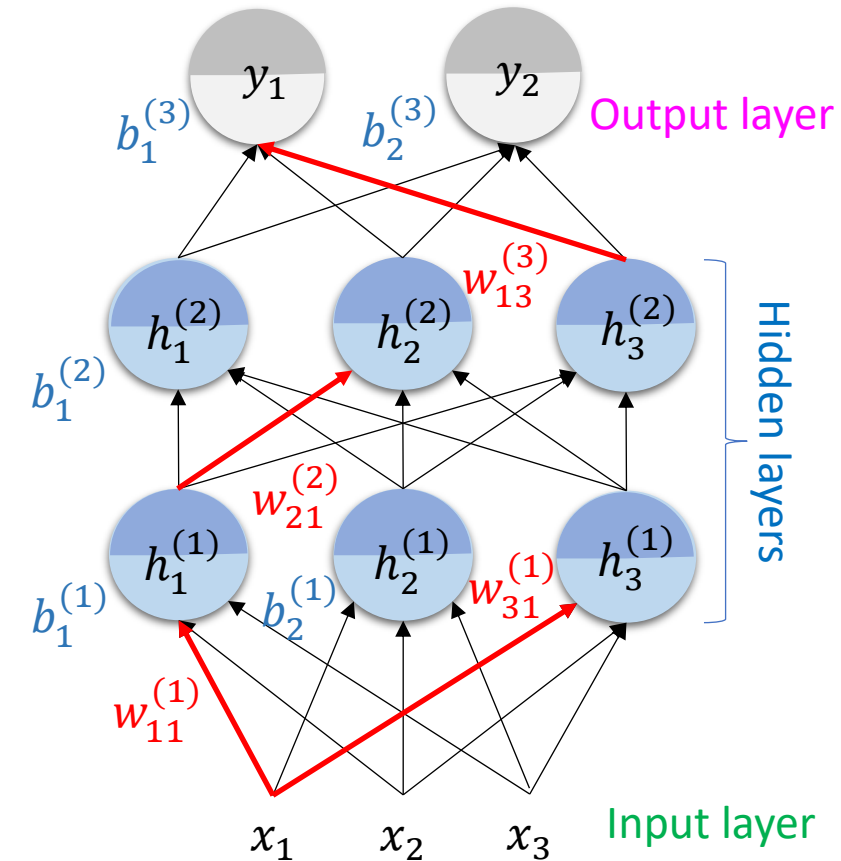 y₁
y₂
b₁⁽³⁾
b₂⁽³⁾
Output layer
w₁₃⁽³⁾
h₁⁽²⁾
h₂⁽²⁾
h₃⁽²⁾
b₁⁽²⁾
Hidden layers
w₂₁⁽²⁾
h₁⁽¹⁾
h₂⁽¹⁾
h₃⁽¹⁾
b₁⁽¹⁾
b₂⁽¹⁾
w₃₁⁽¹⁾
w₁₁⁽¹⁾
x₁
x₂
x₃
Input layer